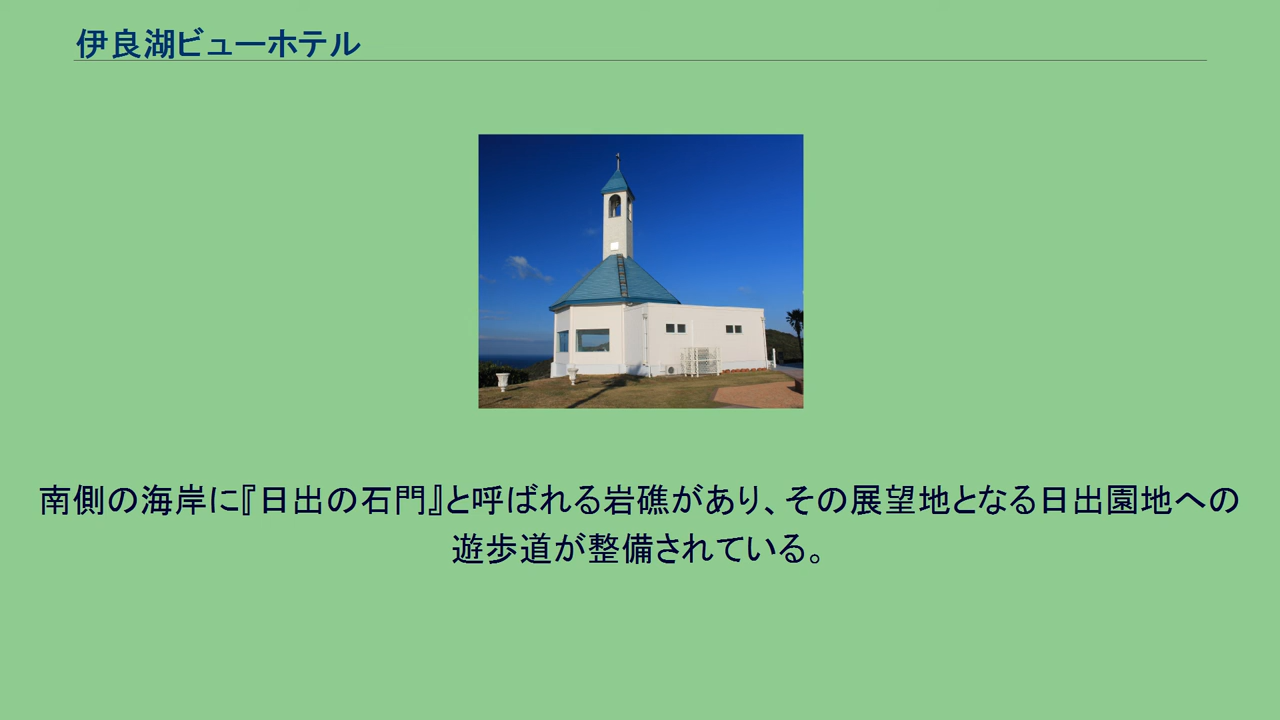 伊良湖ビューホテル
南側の海岸に『日出の石門』と呼ばれる岩礁があり、その展望地となる日出園地への
遊歩道が整備されている。